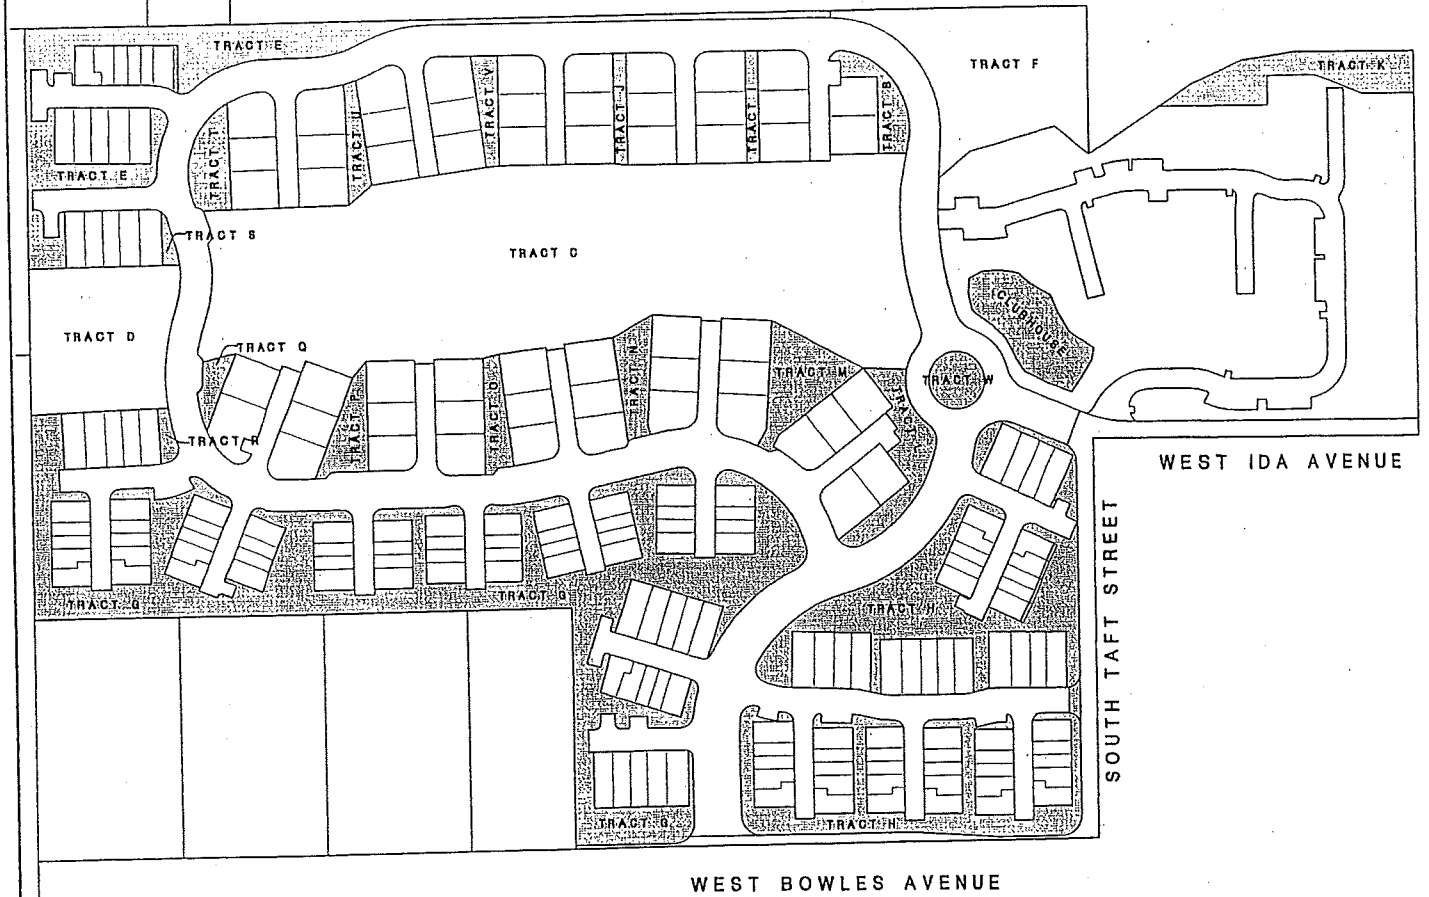 TRACT E
TRACT F
TRACT K
TRACT V
TRACT J
TRACT I
TRACT B
TRACT U
TRACT T
TRACT E
TRACT S
TRACT C
CLUBHOUSE
TRACT D
TRACT Q
TRACT N
TRACT M
TRACT W
TRACT O
TRACT P
TRACT L
TRACT R
WEST IDA AVENUE
SOUTH TAFT STREET
TRACT G
TRACT G
TRACT H
TRACT G
TRACT H
WEST BOWLES AVENUE